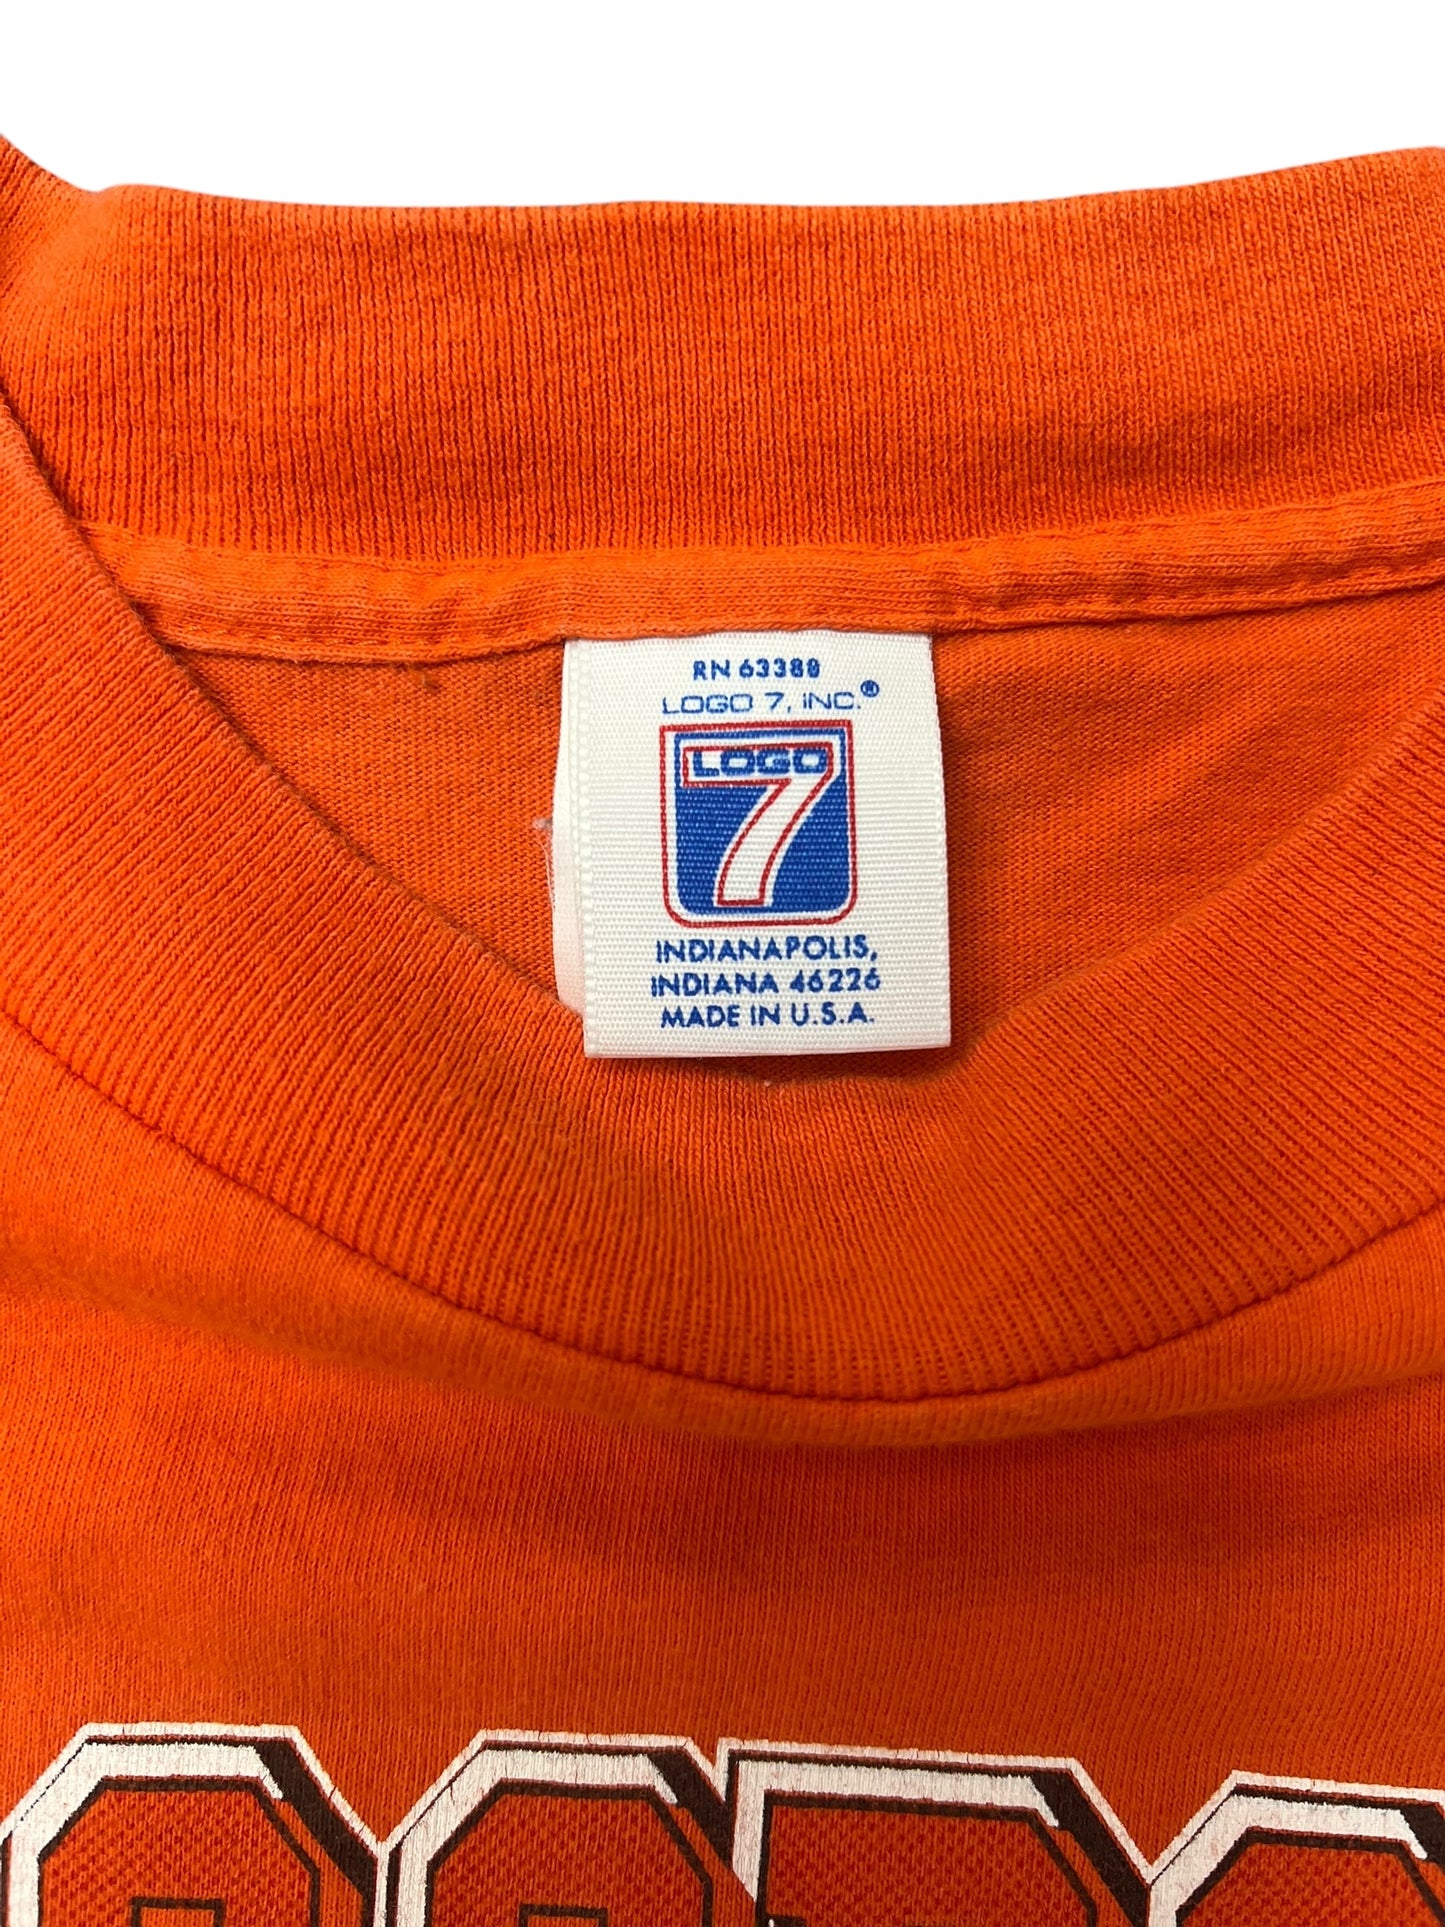 RN 63388
LOGO 7, INC.®
LOGO
7
INDIANAPOLIS,
INDIANA 46226
MADE IN U.S.A.